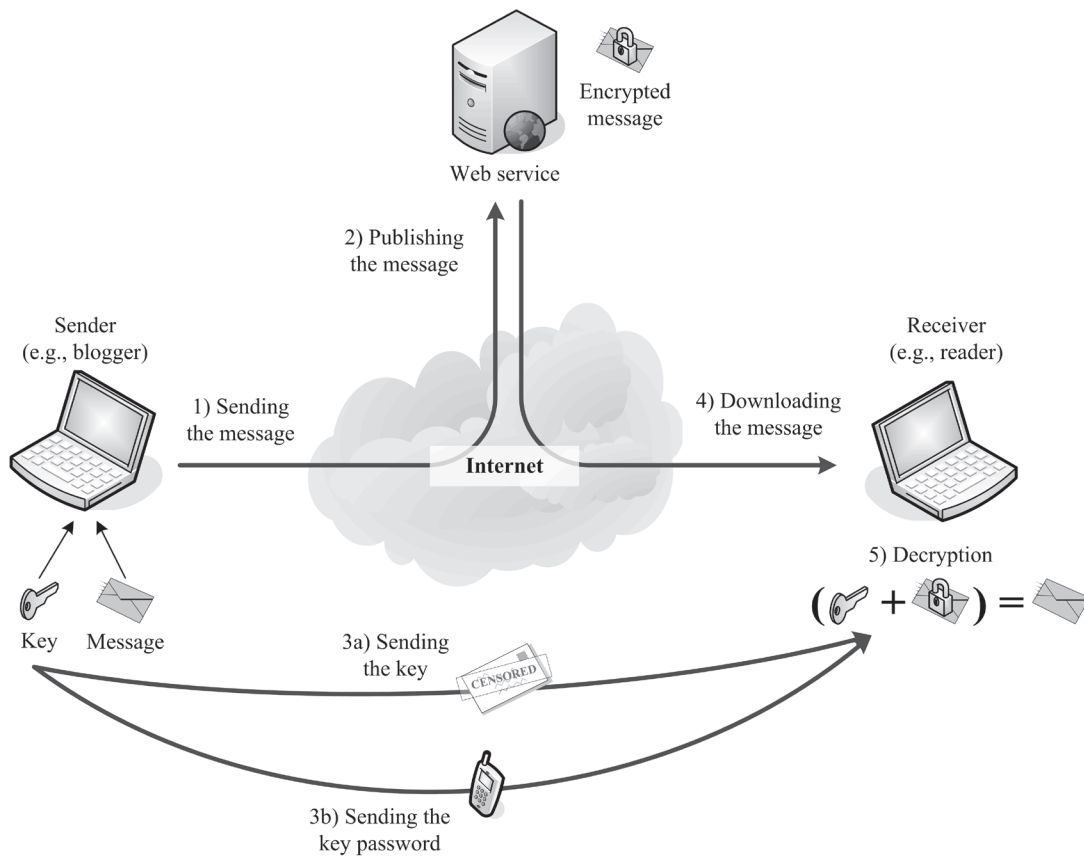 Encrypted
message
Web service
2) Publishing
the message
Sender
(e.g., blogger)
Receiver
(e.g., reader)
1) Sending
the message
4) Downloading
the message
Internet
5) Decryption
( + ) =
Key
Message
3a) Sending
the key
CENSORED
3b) Sending the
key password